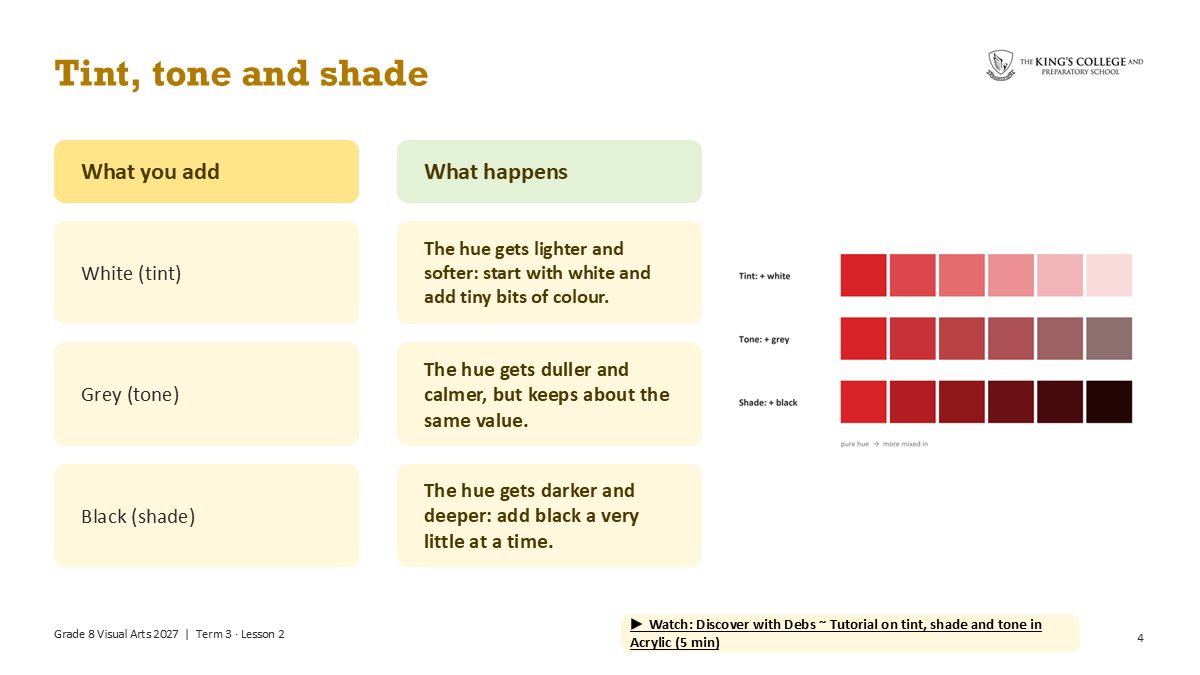 Tint, tone and shade
THE KING'S COLLEGE AND
PREPARATORY SCHOOL
What you add
What happens
White (tint)
The hue gets lighter and
softer: start with white and
add tiny bits of colour.
Grey (tone)
The hue gets duller and
calmer, but keeps about the
same value.
Black (shade)
The hue gets darker and
deeper: add black a very
little at a time.
Tint: + white
Tone: + grey
Shade: + black
pure hue → more mixed in
Grade 8 Visual Arts 2027 | Term 3 · Lesson 2
▶ Watch: Discover with Debs ~ Tutorial on tint, shade and tone in
Acrylic (5 min)
4